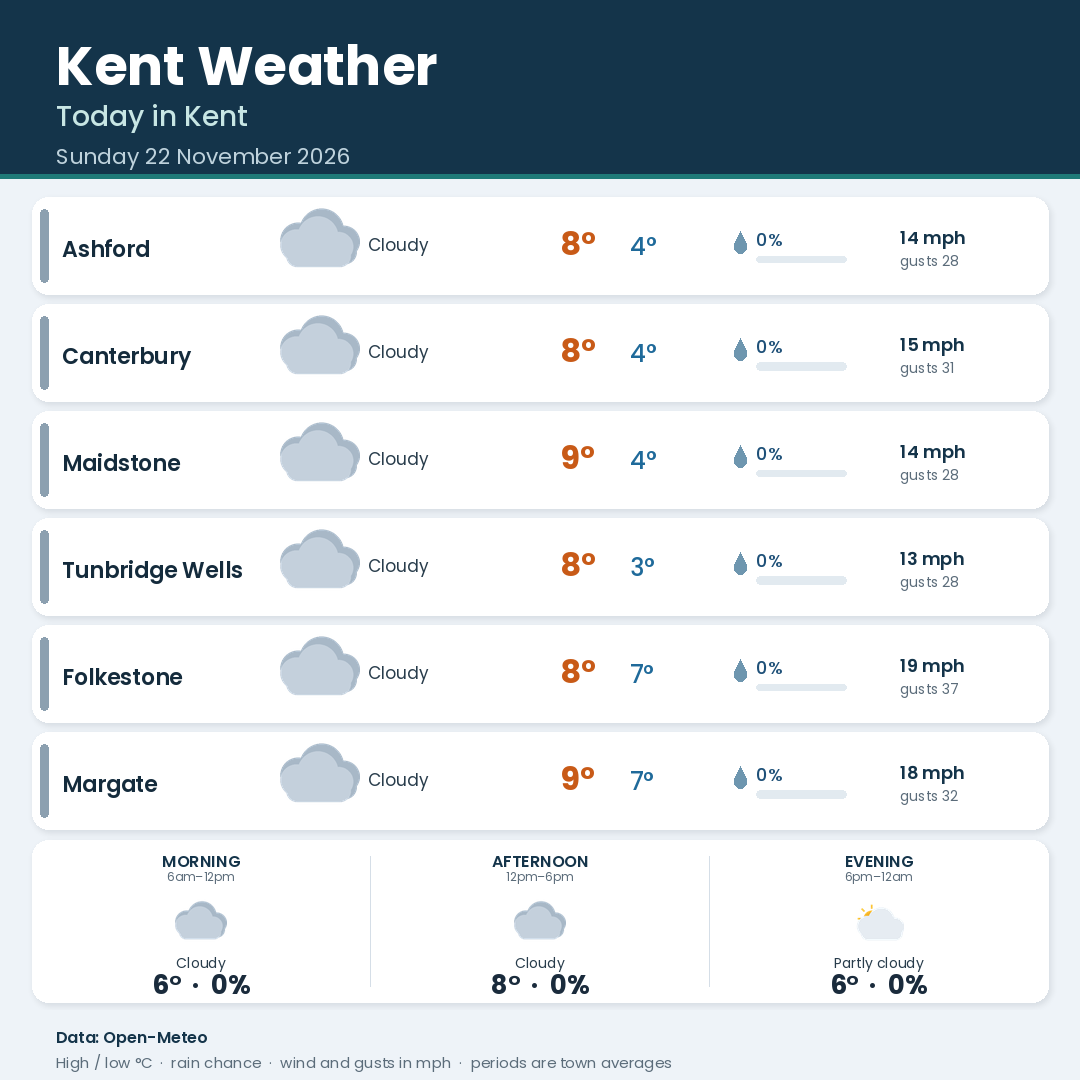 Kent Weather
Today in Kent
Sunday 22 November 2026
Ashford Cloudy 8° 4° 0% 14 mph
gusts 28
Canterbury Cloudy 8° 4° 0% 15 mph
gusts 31
Maidstone Cloudy 9° 4° 0% 14 mph
gusts 28
Tunbridge Wells Cloudy 8° 3° 0% 13 mph
gusts 28
Folkestone Cloudy 8° 7° 0% 19 mph
gusts 37
Margate Cloudy 9° 7° 0% 18 mph
gusts 32
MORNING AFTERNOON EVENING
6am–12pm 12pm–6pm 6pm–12am
Cloudy Cloudy Partly cloudy
6° · 0% 8° · 0% 6° · 0%
Data: Open-Meteo
High / low °C · rain chance · wind and gusts in mph · periods are town averages